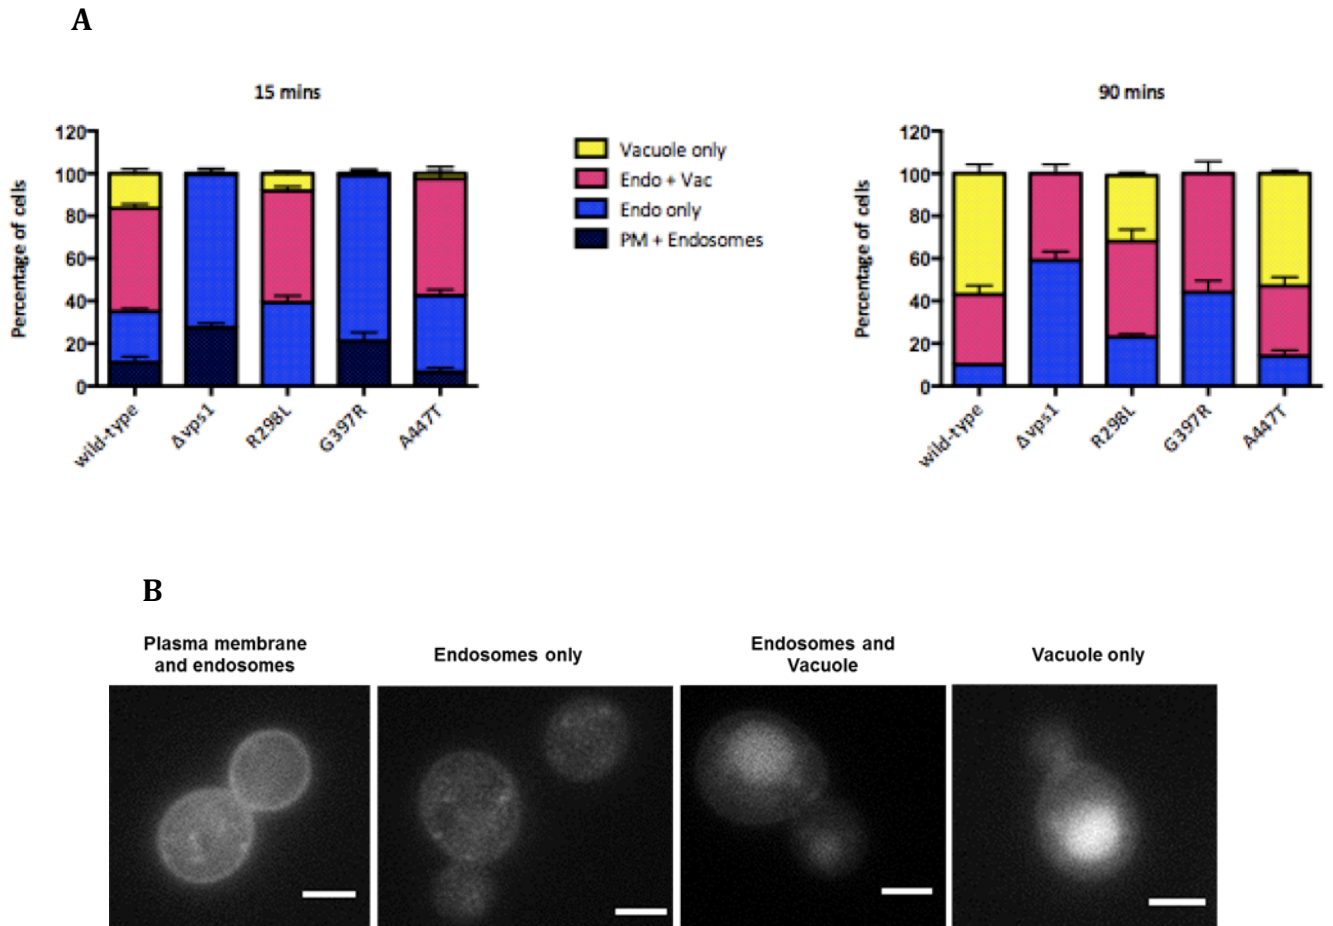 A
15 mins
120
100
80
60
40
20
0
Percentage of cells
wild-type
Δvps1
R298L
G397R
A447T
Vacuole only
Endo + Vac
Endo only
PM + Endosomes
90 mins
120
100
80
60
40
20
0
Percentage of cells
wild-type
Δvps1
R298L
G397R
A447T
B
Plasma membrane
and endosomes
Endosomes only
Endosomes and
Vacuole
Vacuole only